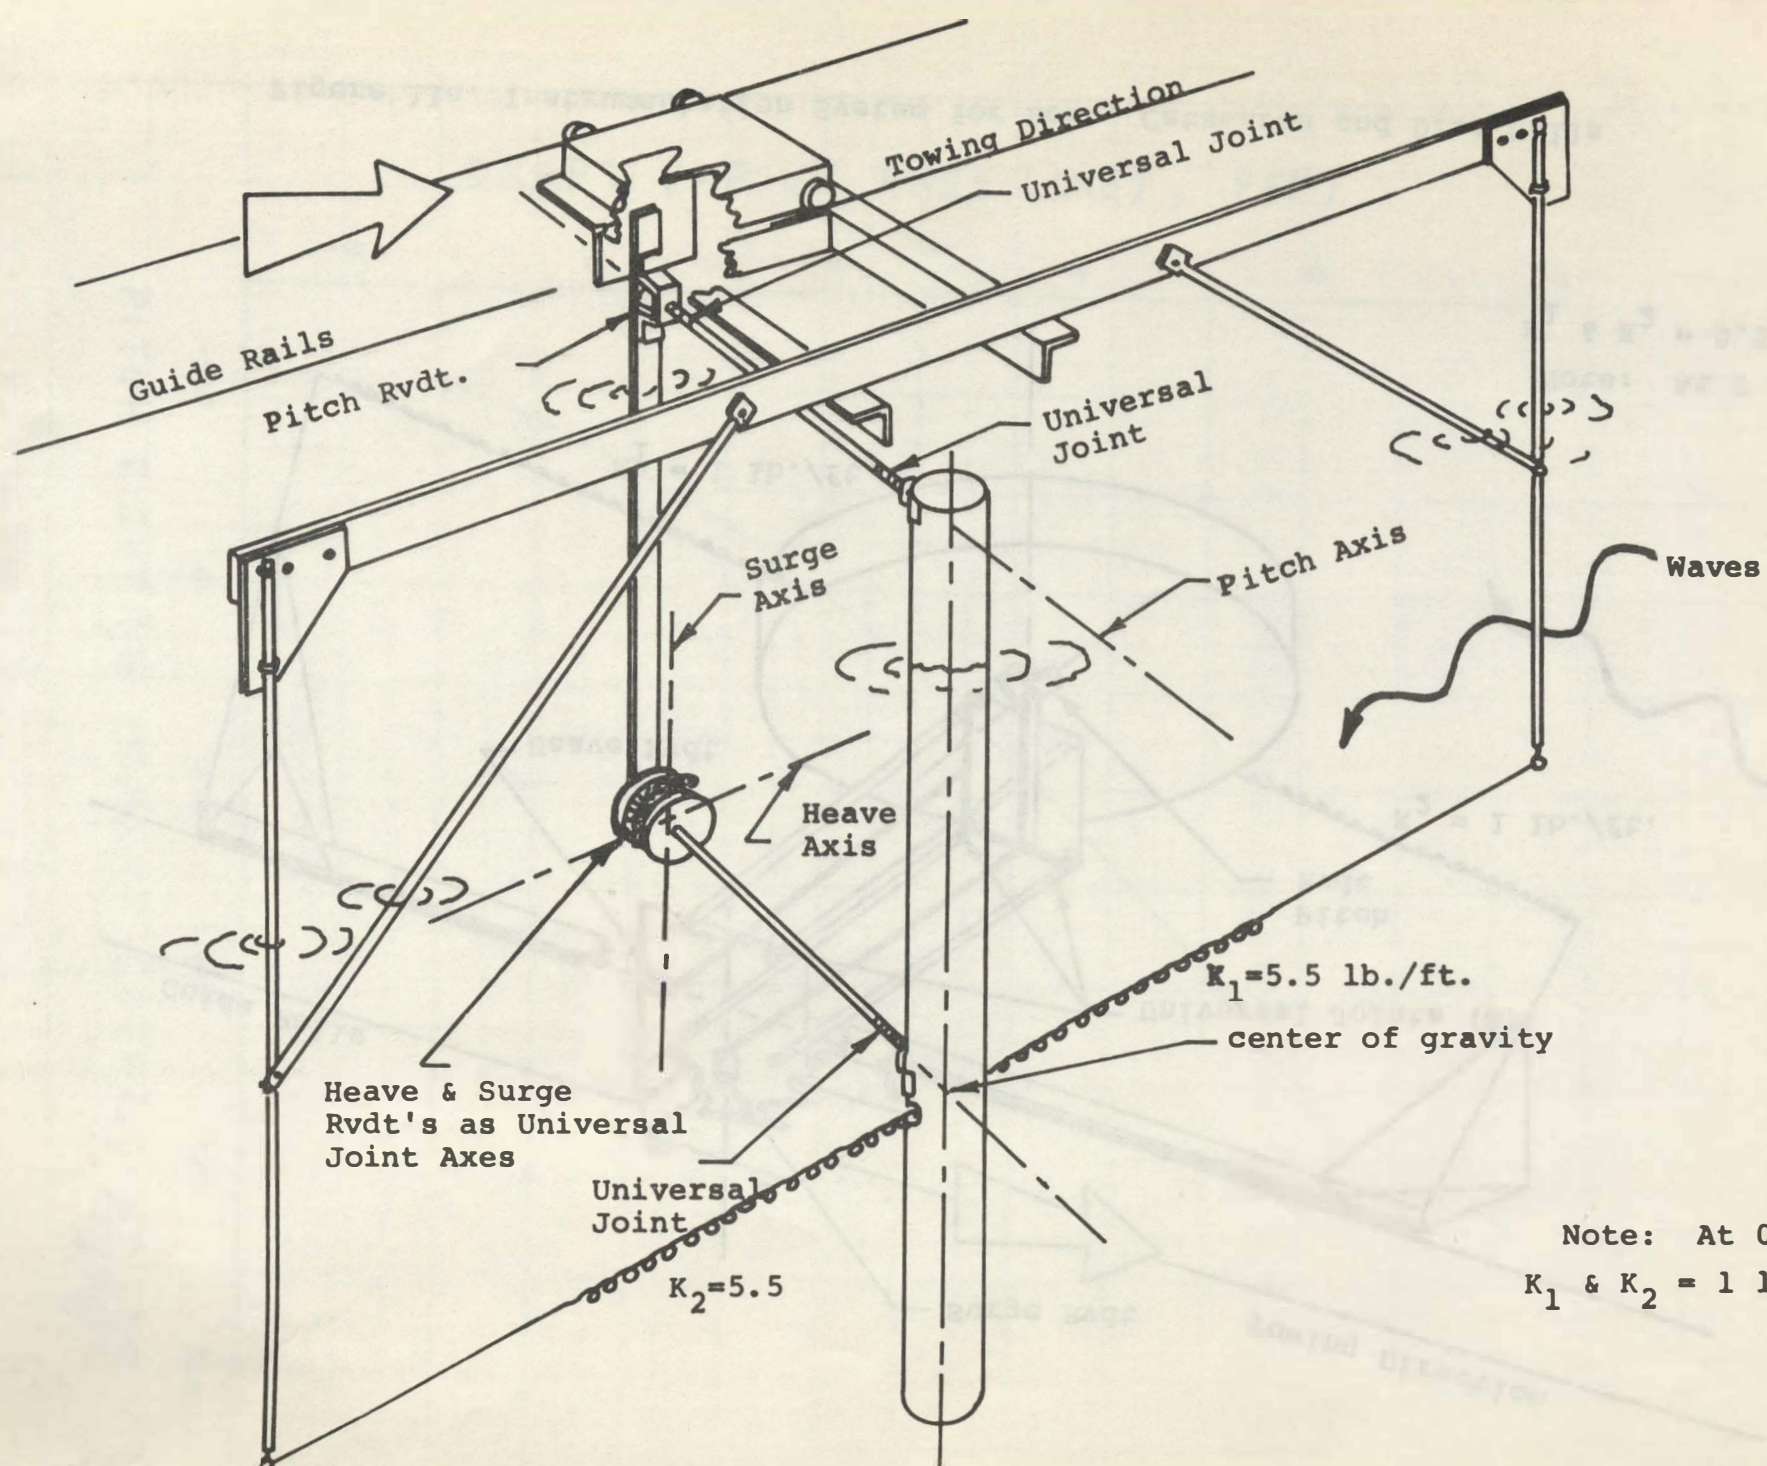 Towing Direction
Universal Joint
Guide Rails
Pitch Rvdt.
Universal
Joint
Surge
Axis
Pitch Axis
Waves
Heave
Axis
K1=5.5 lb./ft.
center of gravity
Heave & Surge
Rvdt's as Universal
Joint Axes
Universal
Joint
K2=5.5
Note: At
K1 & K2 = 1